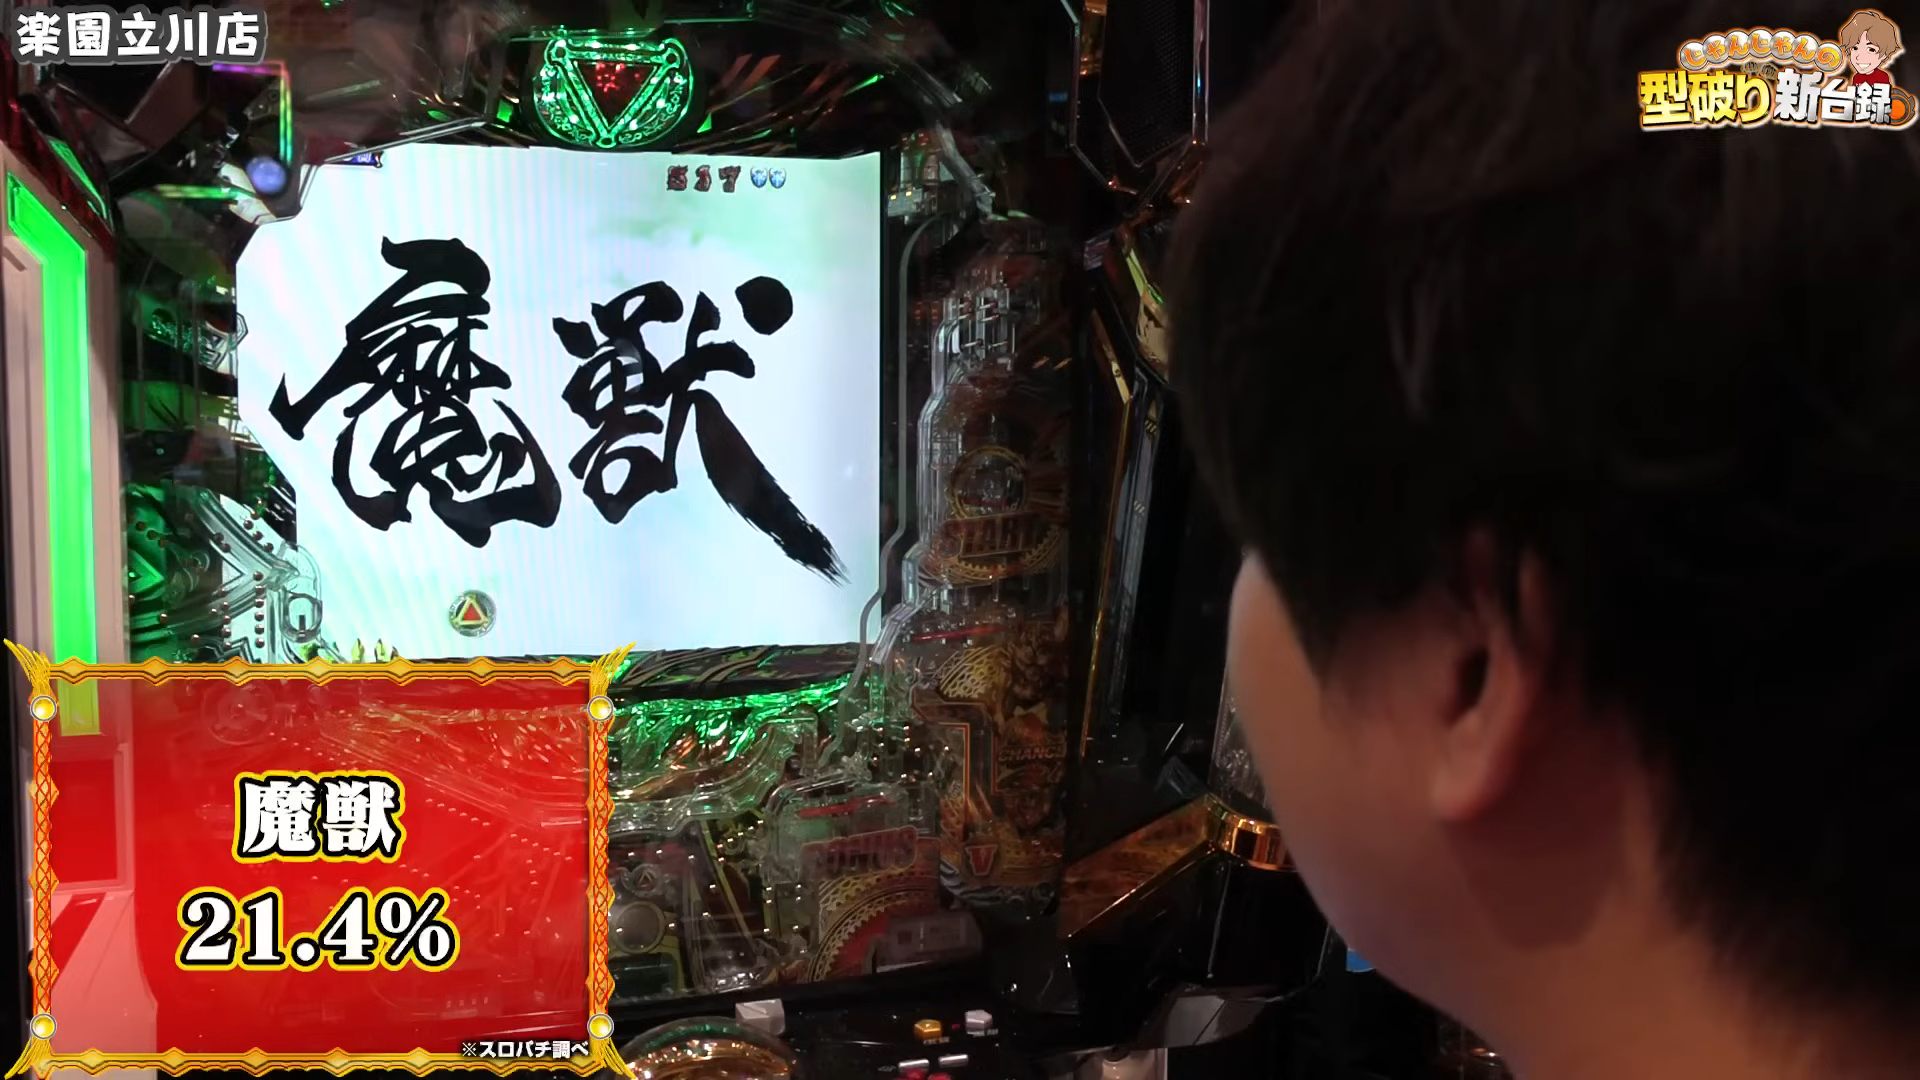 楽園立川店
じゃんじゃんの
型破り新台録
537
魔獣
START
CHANCE
BONUS
V
魔獣
21.4%
※スロパチ調べ